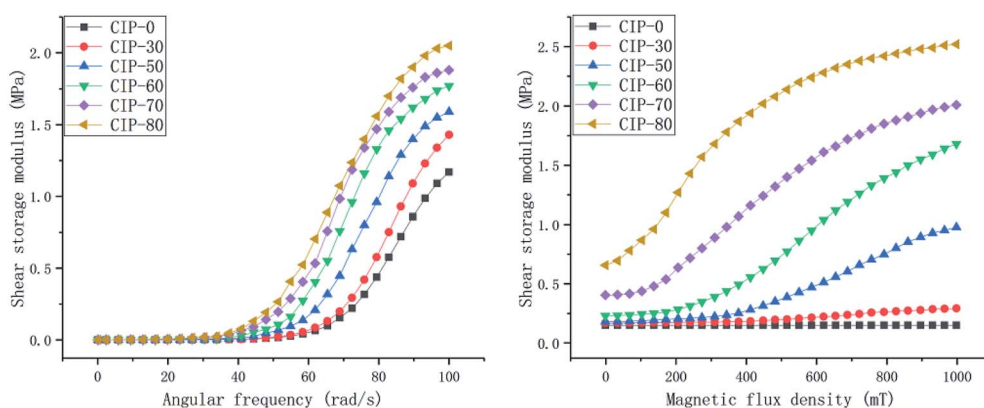 CIP-0
CIP-30
CIP-50
CIP-60
CIP-70
CIP-80
Shear storage modulus (MPa)
2.0
1.5
1.0
0.5
0.0
0
20
40
60
80
100
Angular frequency (rad/s)
CIP-0
CIP-30
CIP-50
CIP-60
CIP-70
CIP-80
Shear storage modulus (MPa)
2.5
2.0
1.5
1.0
0.5
0.0
0
200
400
600
800
1000
Magnetic flux density (mT)